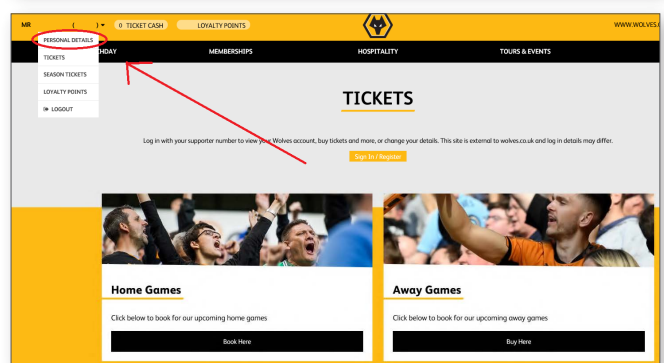 MR ( ) 0 TICKET CASH LOYALTY POINTS WWW.WOLVES.
PERSONAL DETAILS
TICKETS
SEASON TICKETS
LOYALTY POINTS
LOGOUT
HDAY MEMBERSHIPS HOSPITALITY TOURS & EVENTS
TICKETS
Log in with your supporter number to view your Wolves account, buy tickets and more, or change your details. This site is external to wolves.co.uk and log in details may differ.
Sign In / Register
Home Games
Click below to book for our upcoming home games
Book Here
Away Games
Click below to book for our upcoming away games
Buy Here